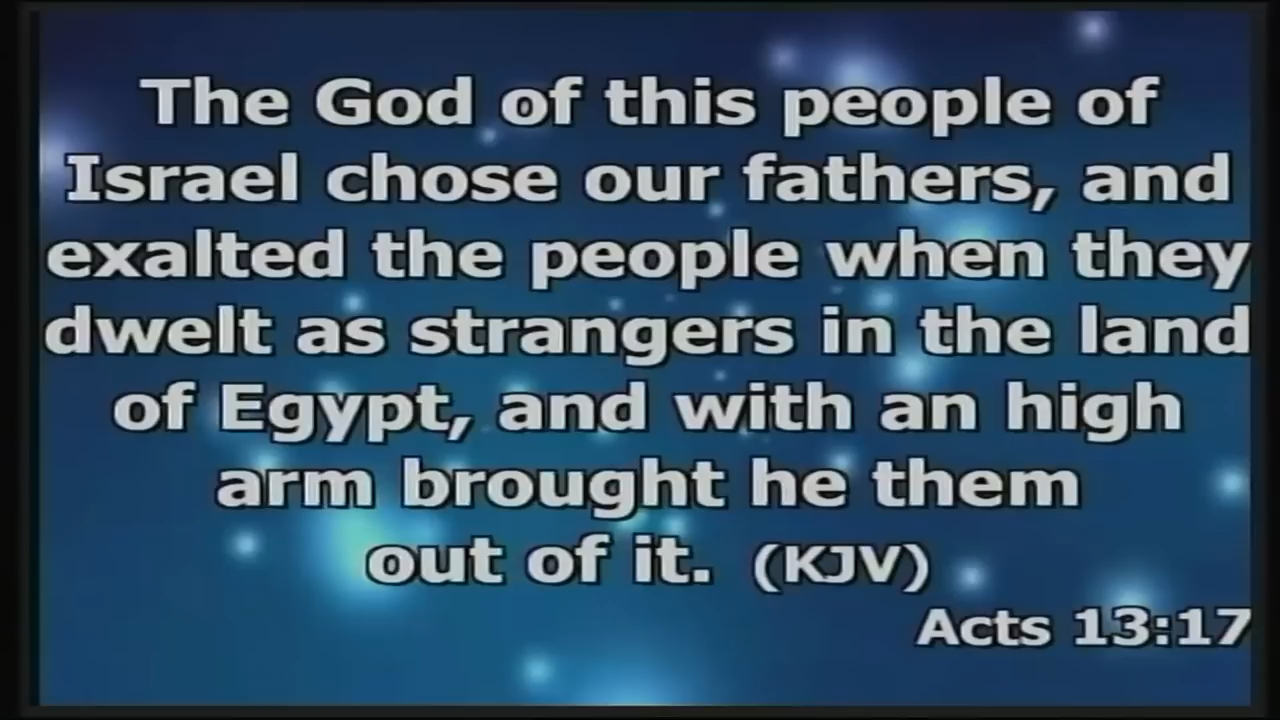 The God of this people of
Israel chose our fathers, and
exalted the people when they
dwelt as strangers in the land
of Egypt, and with an high
arm brought he them
out of it. (KJV)
Acts 13:17